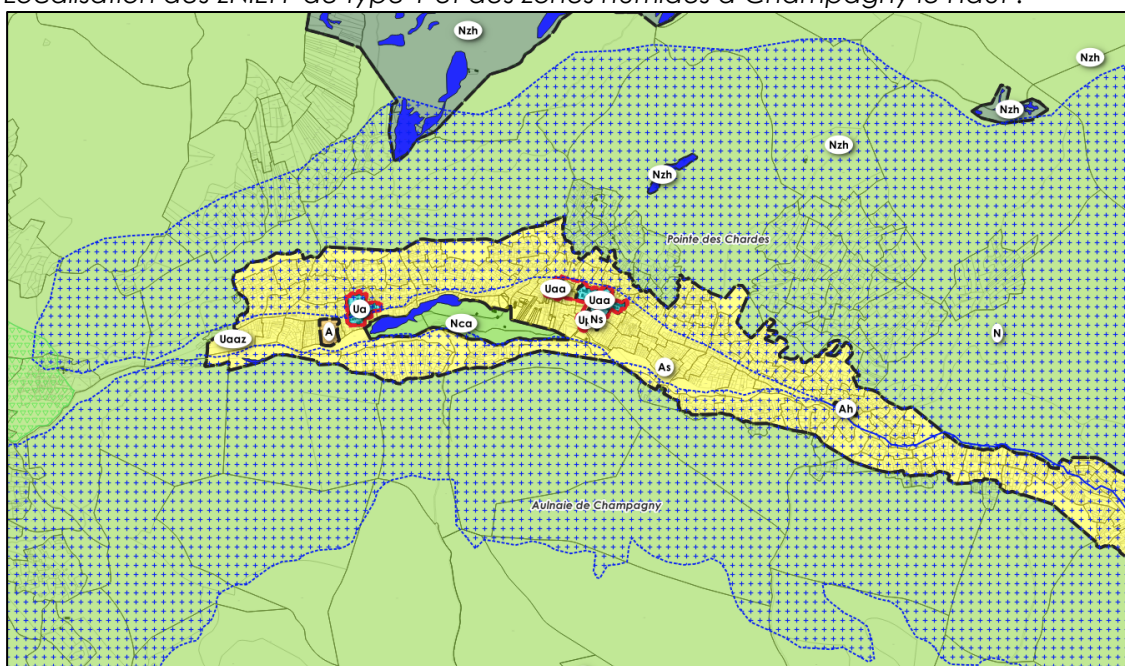 Localisation des ZNIEFF de type 1 et des zones humides à Champagny le Haut :
Nzh
Nzh
Nzh
Nzh
Nzh
Pointe des Chardes
Uaa
Uaa
Ua
Ns
Nca
A
Uaaz
N
As
Ah
Aulnaie de Champagny